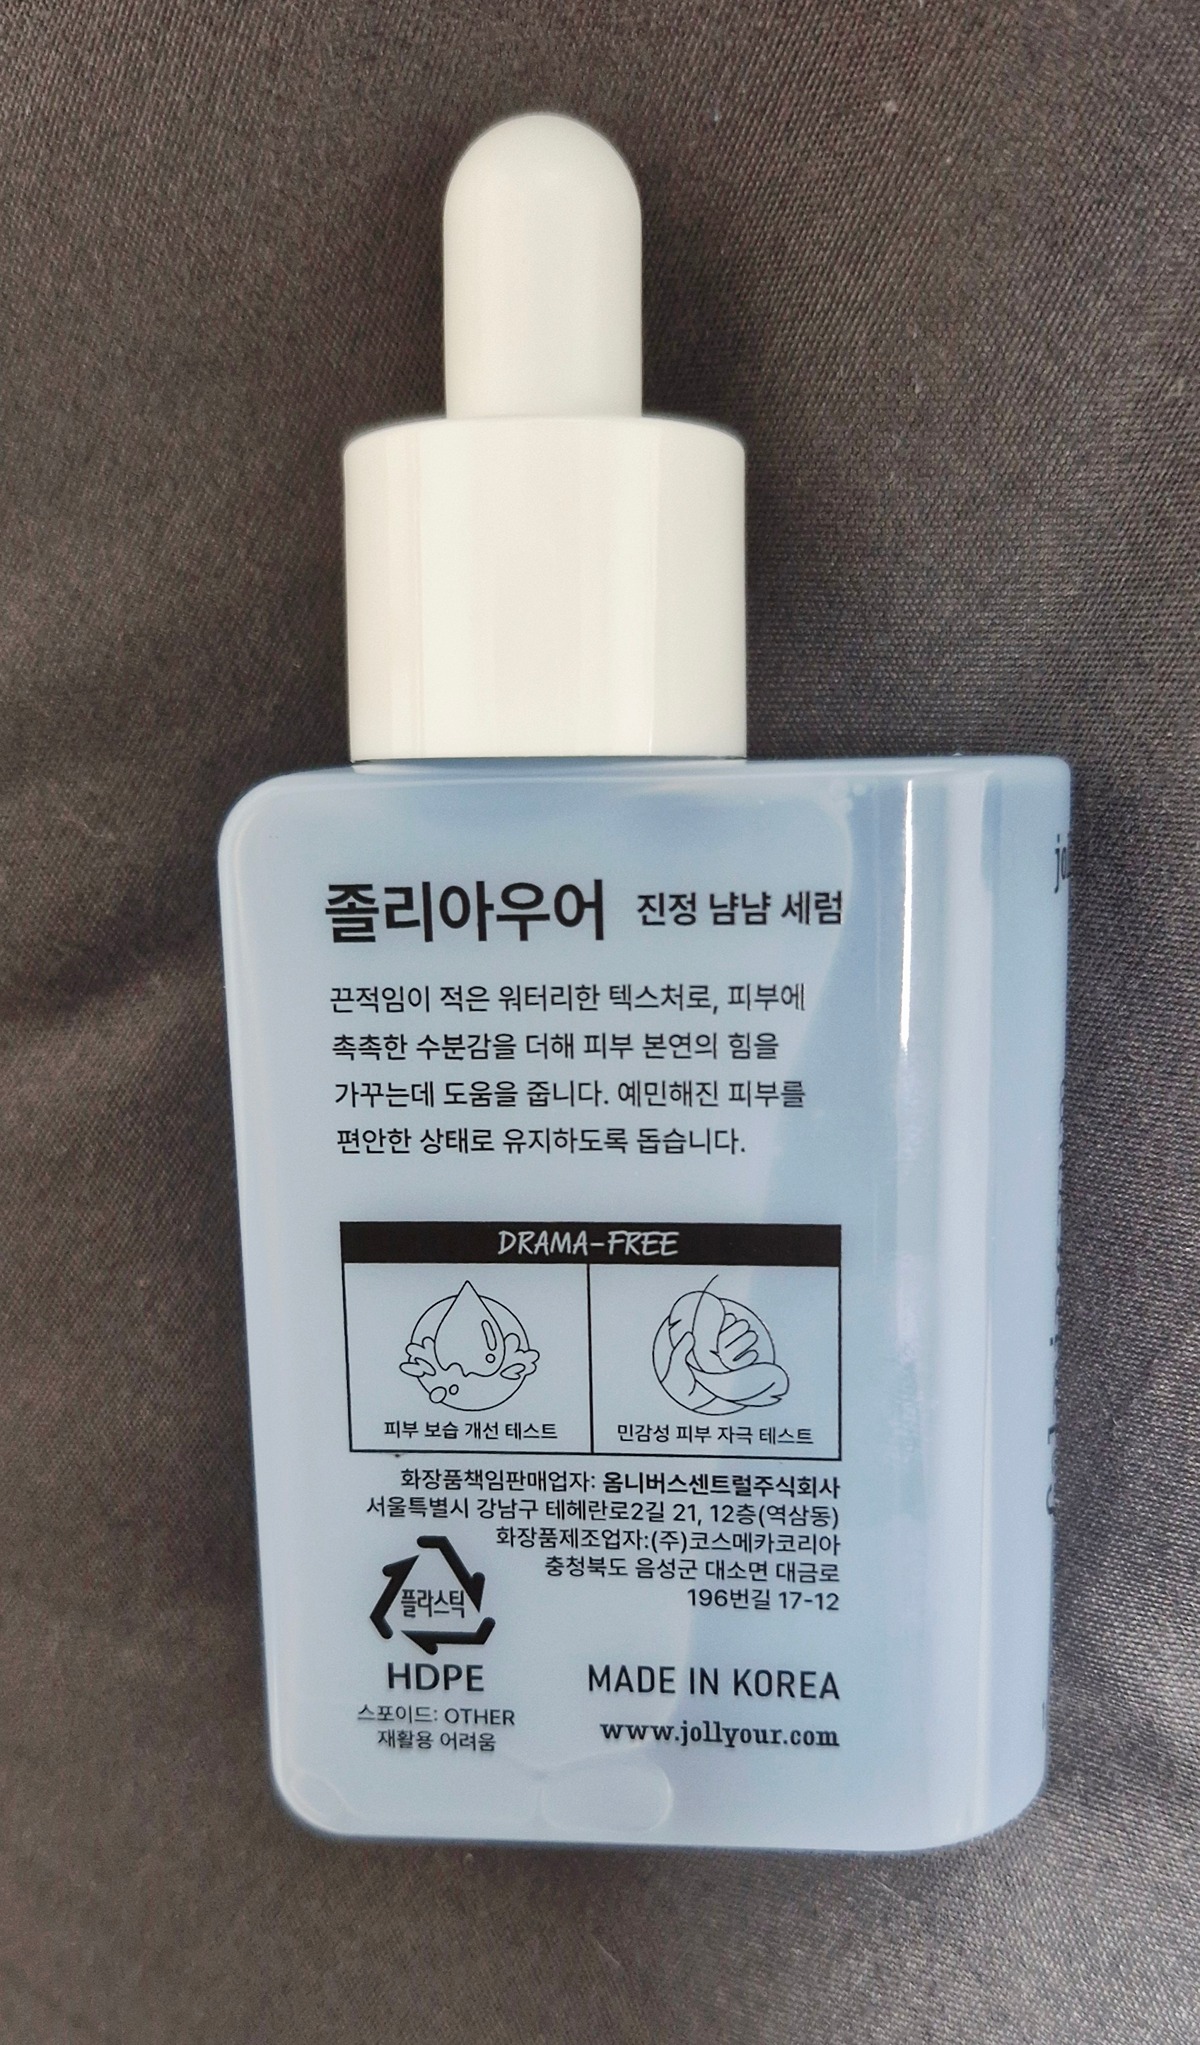 졸리아우어 진정 냠냠 세럼
끈적임이 적은 워터리한 텍스처로, 피부에
촉촉한 수분감을 더해 피부 본연의 힘을
가꾸는데 도움을 줍니다. 예민해진 피부를
편안한 상태로 유지하도록 돕습니다.
DRAMA-FREE
피부 보습 개선 테스트
민감성 피부 자극 테스트
화장품책임판매업자: 옴니버스센트럴주식회사
서울특별시 강남구 테헤란로2길 21, 12층(역삼동)
화장품제조업자:(주)코스메카코리아
충청북도 음성군 대소면 대금로
196번길 17-12
플라스틱
HDPE
스포이드: OTHER
재활용 어려움
MADE IN KOREA
www.jollyour.com